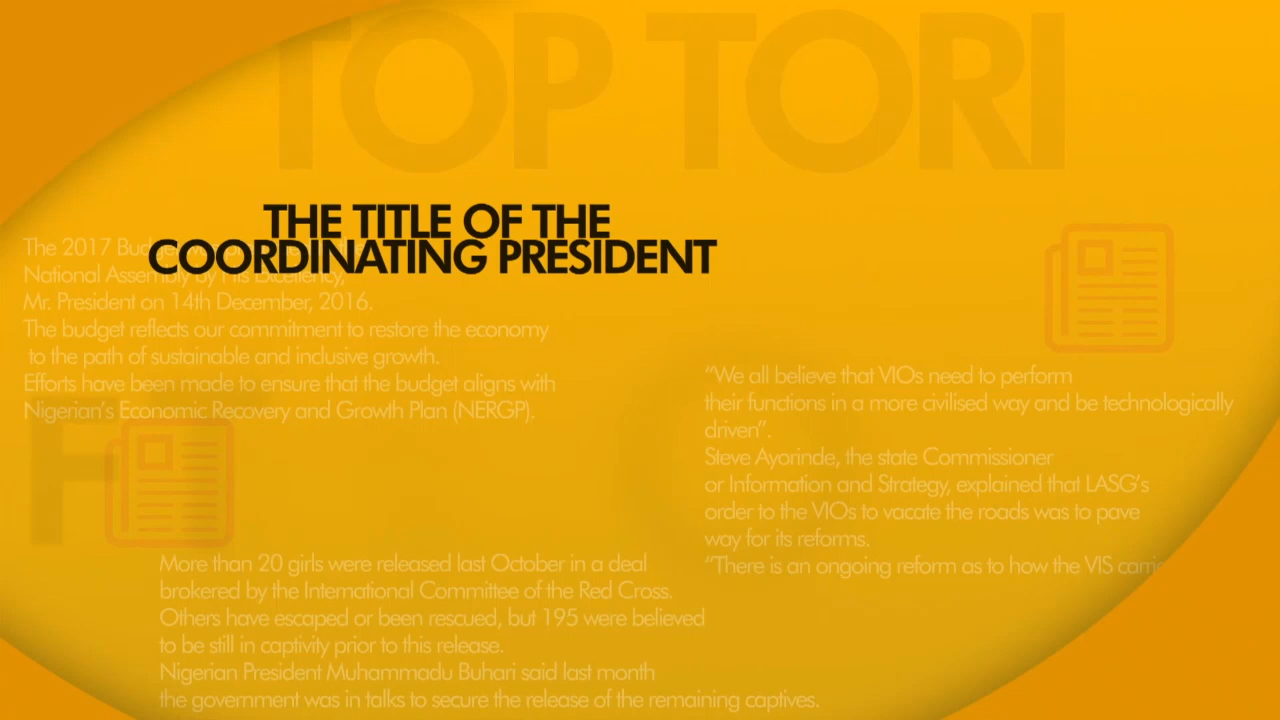 TOP TORI
THE TITLE OF THE
COORDINATING PRESIDENT
The 2017 Budget
National Assembly by His Excellency,
Mr. President on 14th December, 2016.
The budget reflects our commitment to restore the economy
to the path of sustainable and inclusive growth.
Efforts have been made to ensure that the budget aligns with
Nigerian's Economic Recovery and Growth Plan (NERGP).
"We all believe that VIOs need to perform
their functions in a more civilised way and be technologically
driven".
Steve Ayorinde, the state Commissioner
or Information and Strategy, explained that LASG's
order to the VIOs to vacate the roads was to pave
way for its reforms.
"There is an ongoing reform as to how the VIS
More than 20 girls were released last October in a deal
brokered by the International Committee of the Red Cross.
Others have escaped or been rescued, but 195 were believed
to be still in captivity prior to this release.
Nigerian President Muhammadu Buhari said last month
the government was in talks to secure the release of the remaining captives.